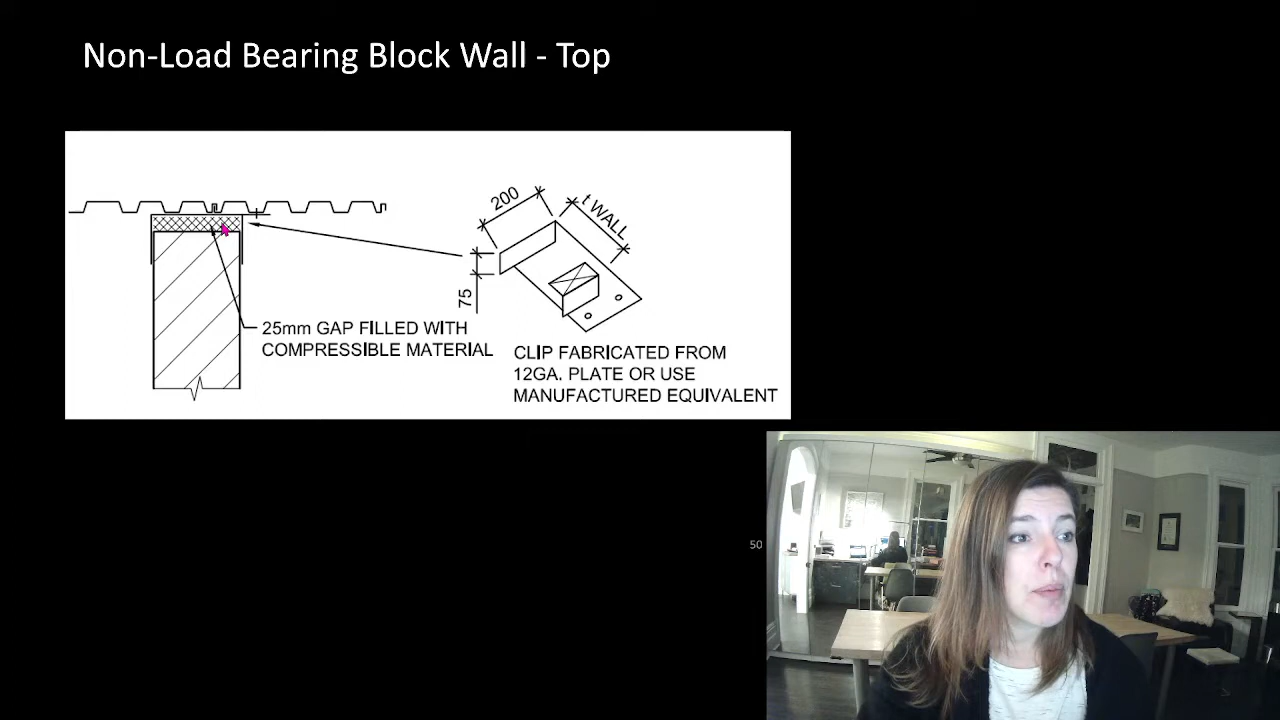 Non-Load Bearing Block Wall - Top
200
t WALL
75
25mm GAP FILLED WITH
COMPRESSIBLE MATERIAL
CLIP FABRICATED FROM
12GA. PLATE OR USE
MANUFACTURED EQUIVALENT
50